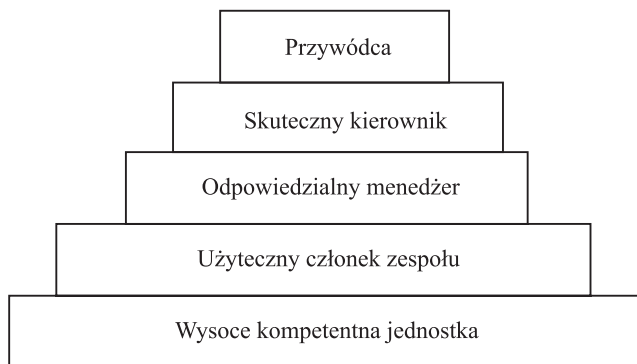 Przywódca
Skuteczny kierownik
Odpowiedzialny menedżer
Użyteczny członek zespołu
Wysoce kompetentna jednostka